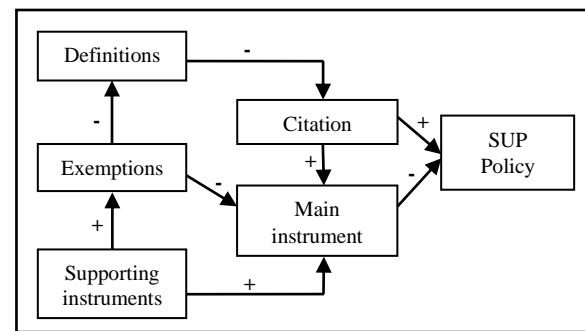 Definitions
-
Citation
+
SUP
Policy
-
+
-
Exemptions
-
Main
instrument
+
Supporting
instruments
+